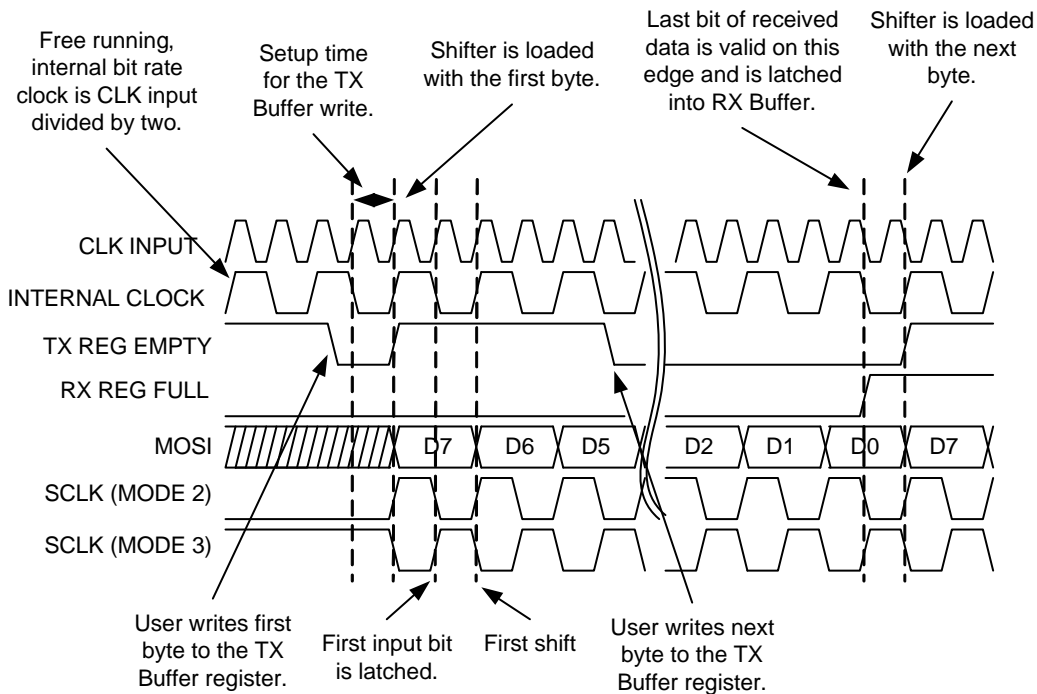 Free running,
internal bit rate
clock is CLK input
divided by two.
Setup time
for the TX
Buffer write.
Shifter is loaded
with the first byte.
Last bit of received
data is valid on this
edge and is latched
into RX Buffer.
Shifter is loaded
with the next
byte.
CLK INPUT
INTERNAL CLOCK
TX REG EMPTY
RX REG FULL
MOSI
D7
D6
D5
D2
D1
D0
D7
SCLK (MODE 2)
SCLK (MODE 3)
User writes first
byte to the TX
Buffer register.
First input bit
is latched.
First shift
User writes next
byte to the TX
Buffer register.